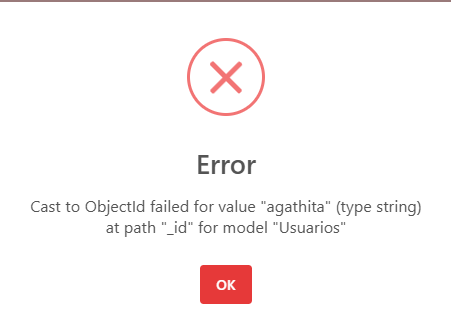 Error
Cast to ObjectId failed for value "agathita" (type string)
at path "_id" for model "Usuarios"
OK